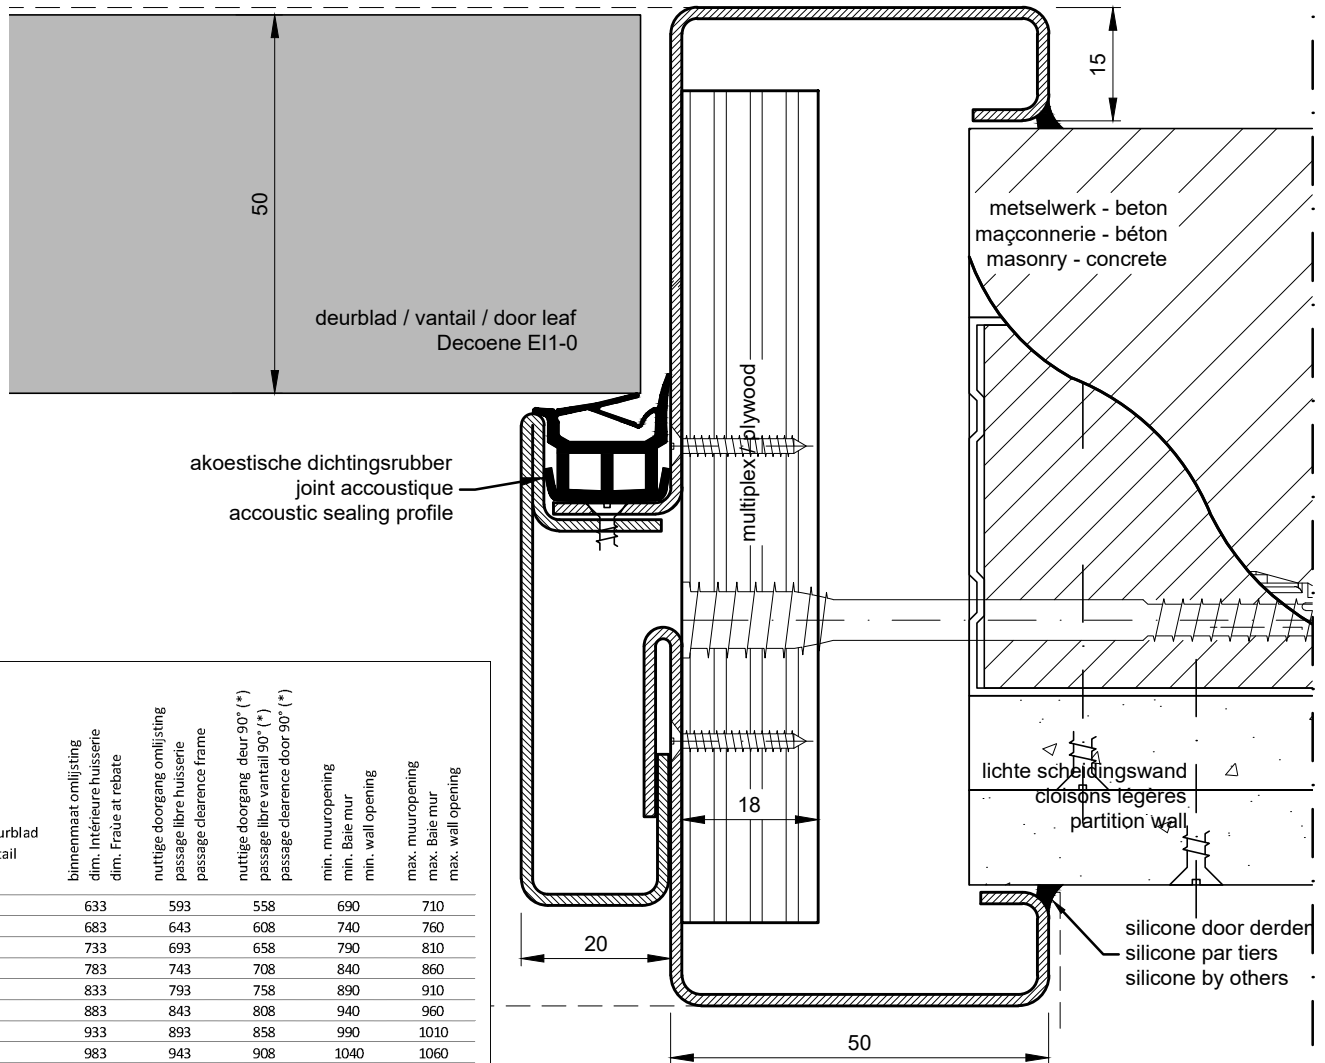 15
50
metselwerk - beton
maçconnerie - béton
masonry - concrete
deurblad / vantail / door leaf
Decoene EI1-0
multiplex / plywood
akoestische dichtingsrubber
joint accoustique
accoustic sealing profile
18
lichte scheidingswand
cloisons légères
partition wall
20
silicone door derden
silicone par tiers
silicone by others
50
binnenmaat omlijsting
dim. Intérieure huisserie
dim. Fraùe at rebate
nuttige doorgang omlijsting
passage libre huisserie
passage clearence frame
nuttige doorgang deur 90° (*)
passage libre vantail 90° (*)
passage clearence door 90° (*)
min. muuropening
min. Baie mur
min. wall opening
max. muuropening
max. Baie mur
max. wall opening
633 593 558 690 710
683 643 608 740 760
733 693 658 790 810
783 743 708 840 860
833 793 758 890 910
883 843 808 940 960
933 893 858 990 1010
983 943 908 1040 1060